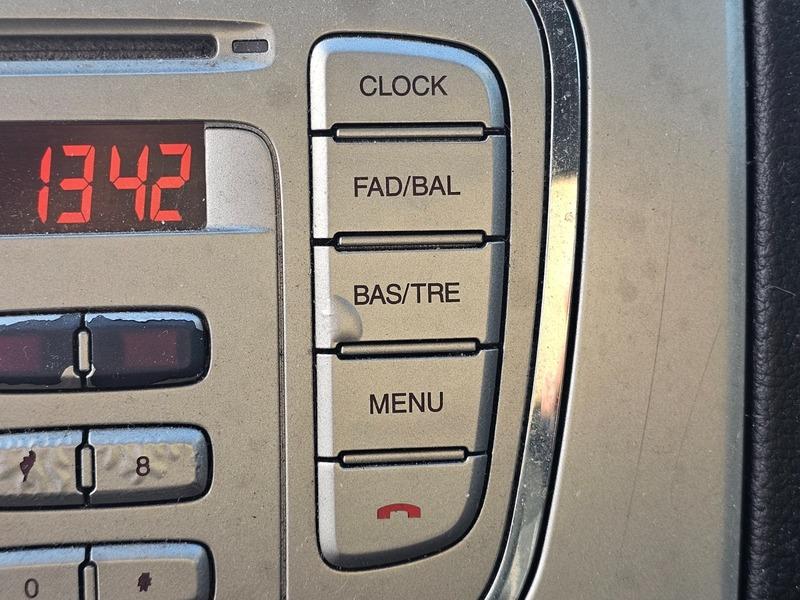 CLOCK
1342
FAD/BAL
BAS/TRE
MENU
8
0 #